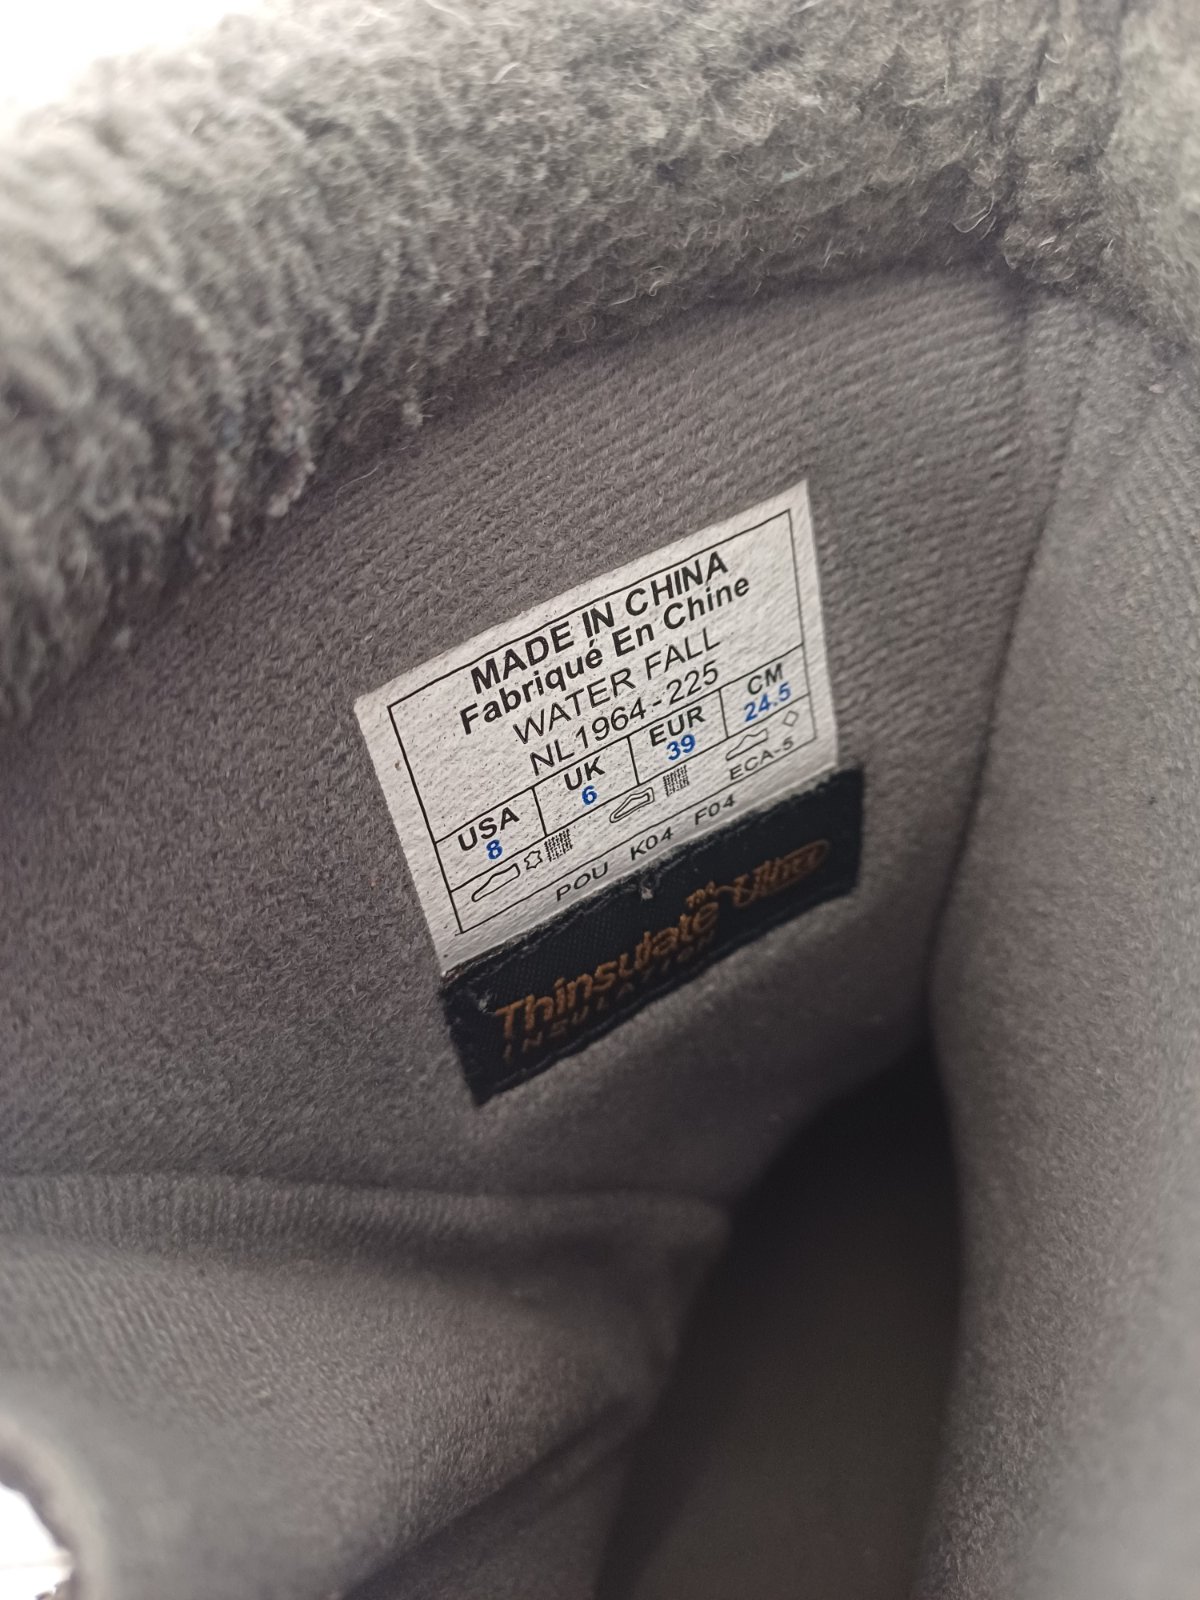 MADE IN CHINA
Fabriqué En Chine
WATER FALL
NL1964-225
USA UK EUR CM
8 6 39 24.5
ECA-5
POU K04 F04
Thinsulate™ Ultra
INSULATION